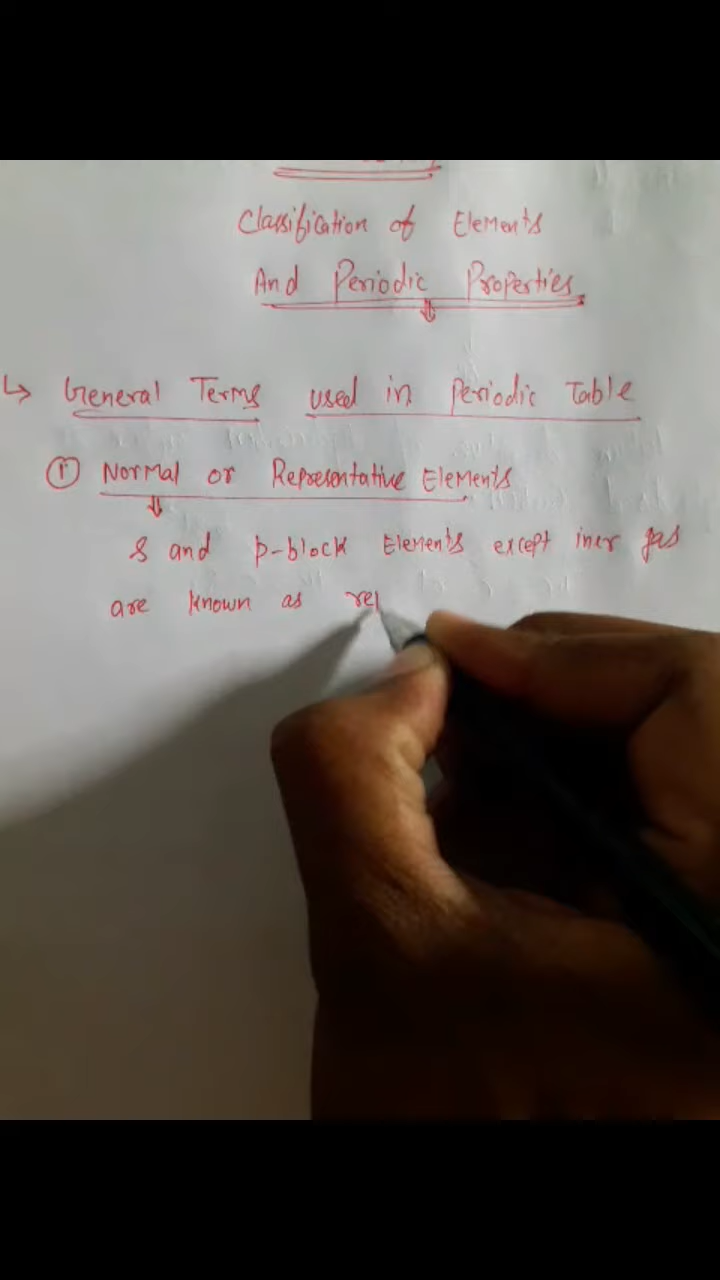 Classification of Elements
And Periodic Properties
General Terms used in Periodic Table
① Normal or Representative Elements
S and p-block Elements except iner gas
are known as rep